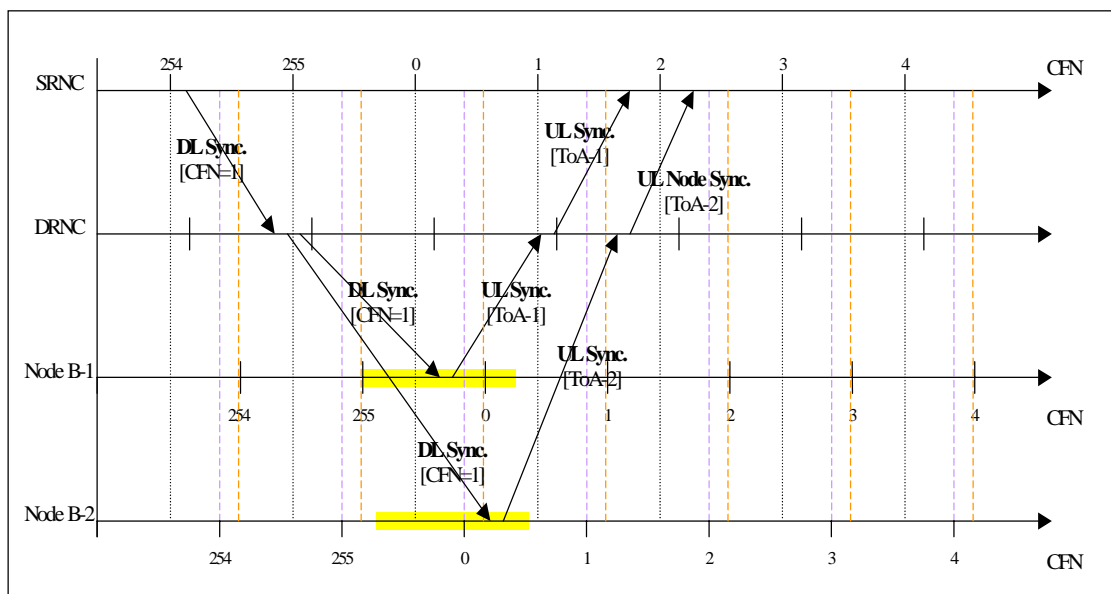 254 255 0 1 2 3 4 CFN
SRNC
DL Sync.
[CFN=1]
UL Sync.
[ToA-1]
UL Node Sync.
[ToA-2]
DRNC
DL Sync.
[CFN=1]
UL Sync.
[ToA-1]
UL Sync.
[ToA-2]
Node B-1
254 255 0 1 2 3 4 CFN
DL Sync.
[CFN=1]
Node B-2
254 255 0 1 2 3 4 CFN